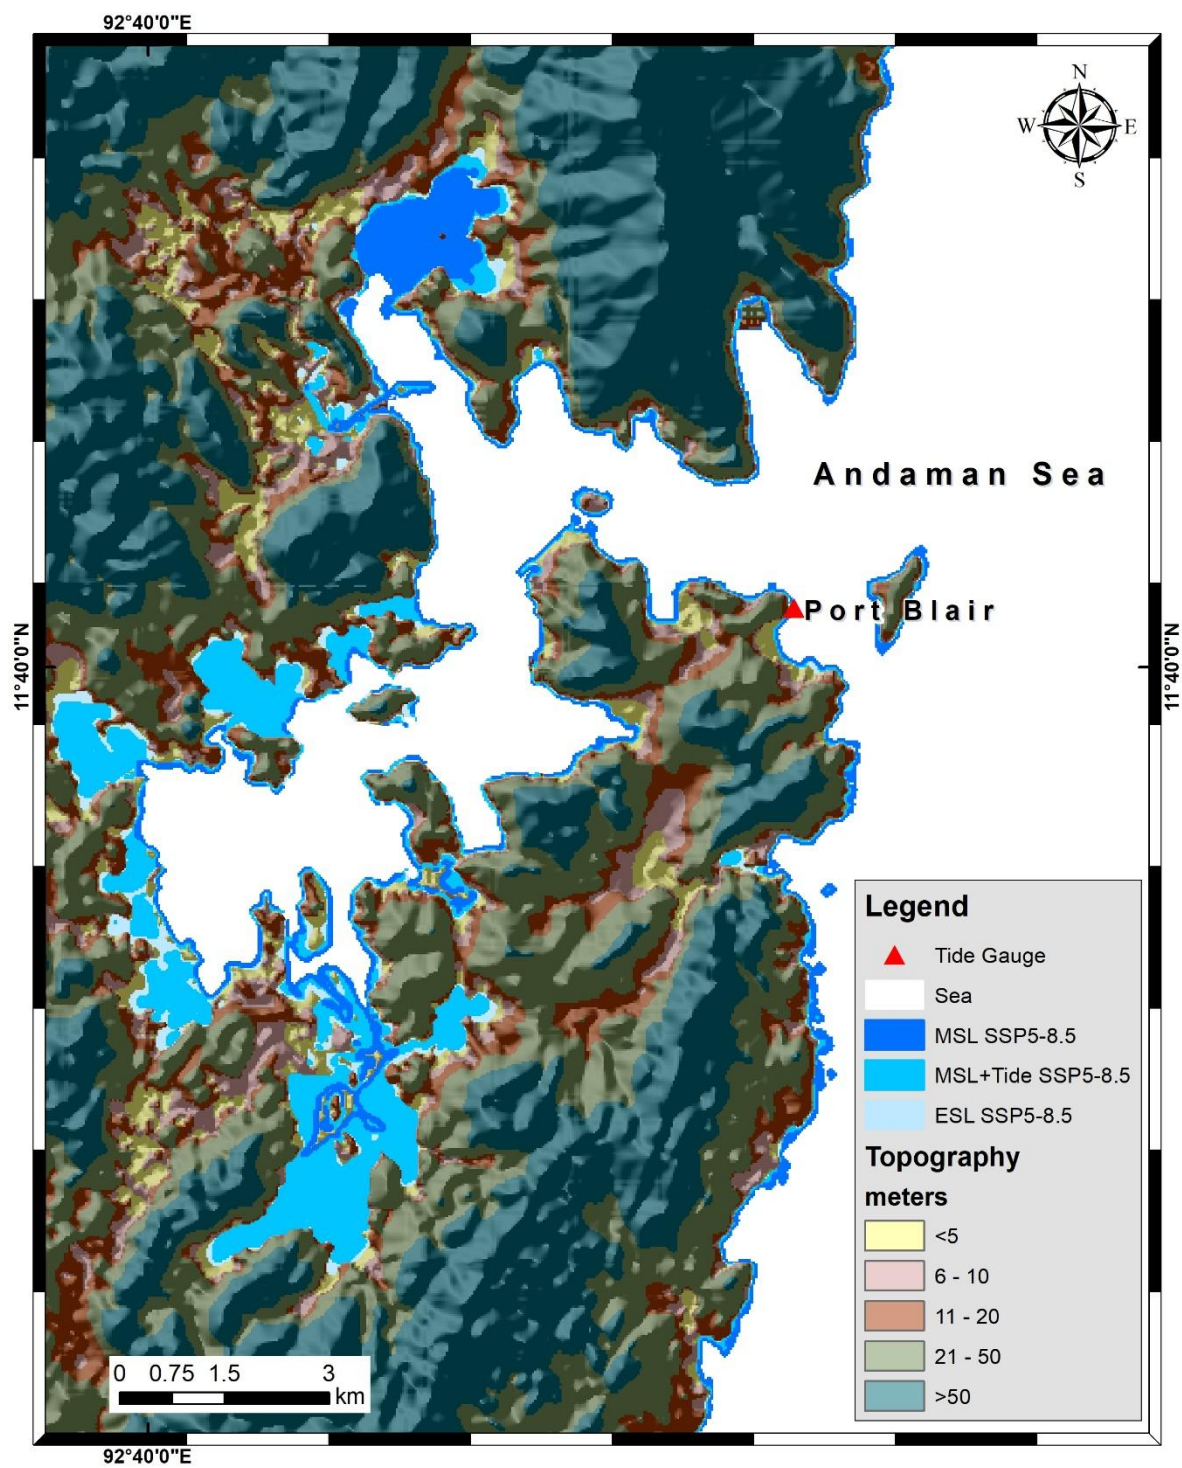 92°40'0"E
N
W E
S
Andaman Sea
Port Blair
11°40'0"N
11°40'0"N
Legend
Tide Gauge
Sea
MSL SSP5-8.5
MSL+Tide SSP5-8.5
ESL SSP5-8.5
Topography
meters
<5
6 - 10
11 - 20
21 - 50
>50
0 0.75 1.5 3
km
92°40'0"E